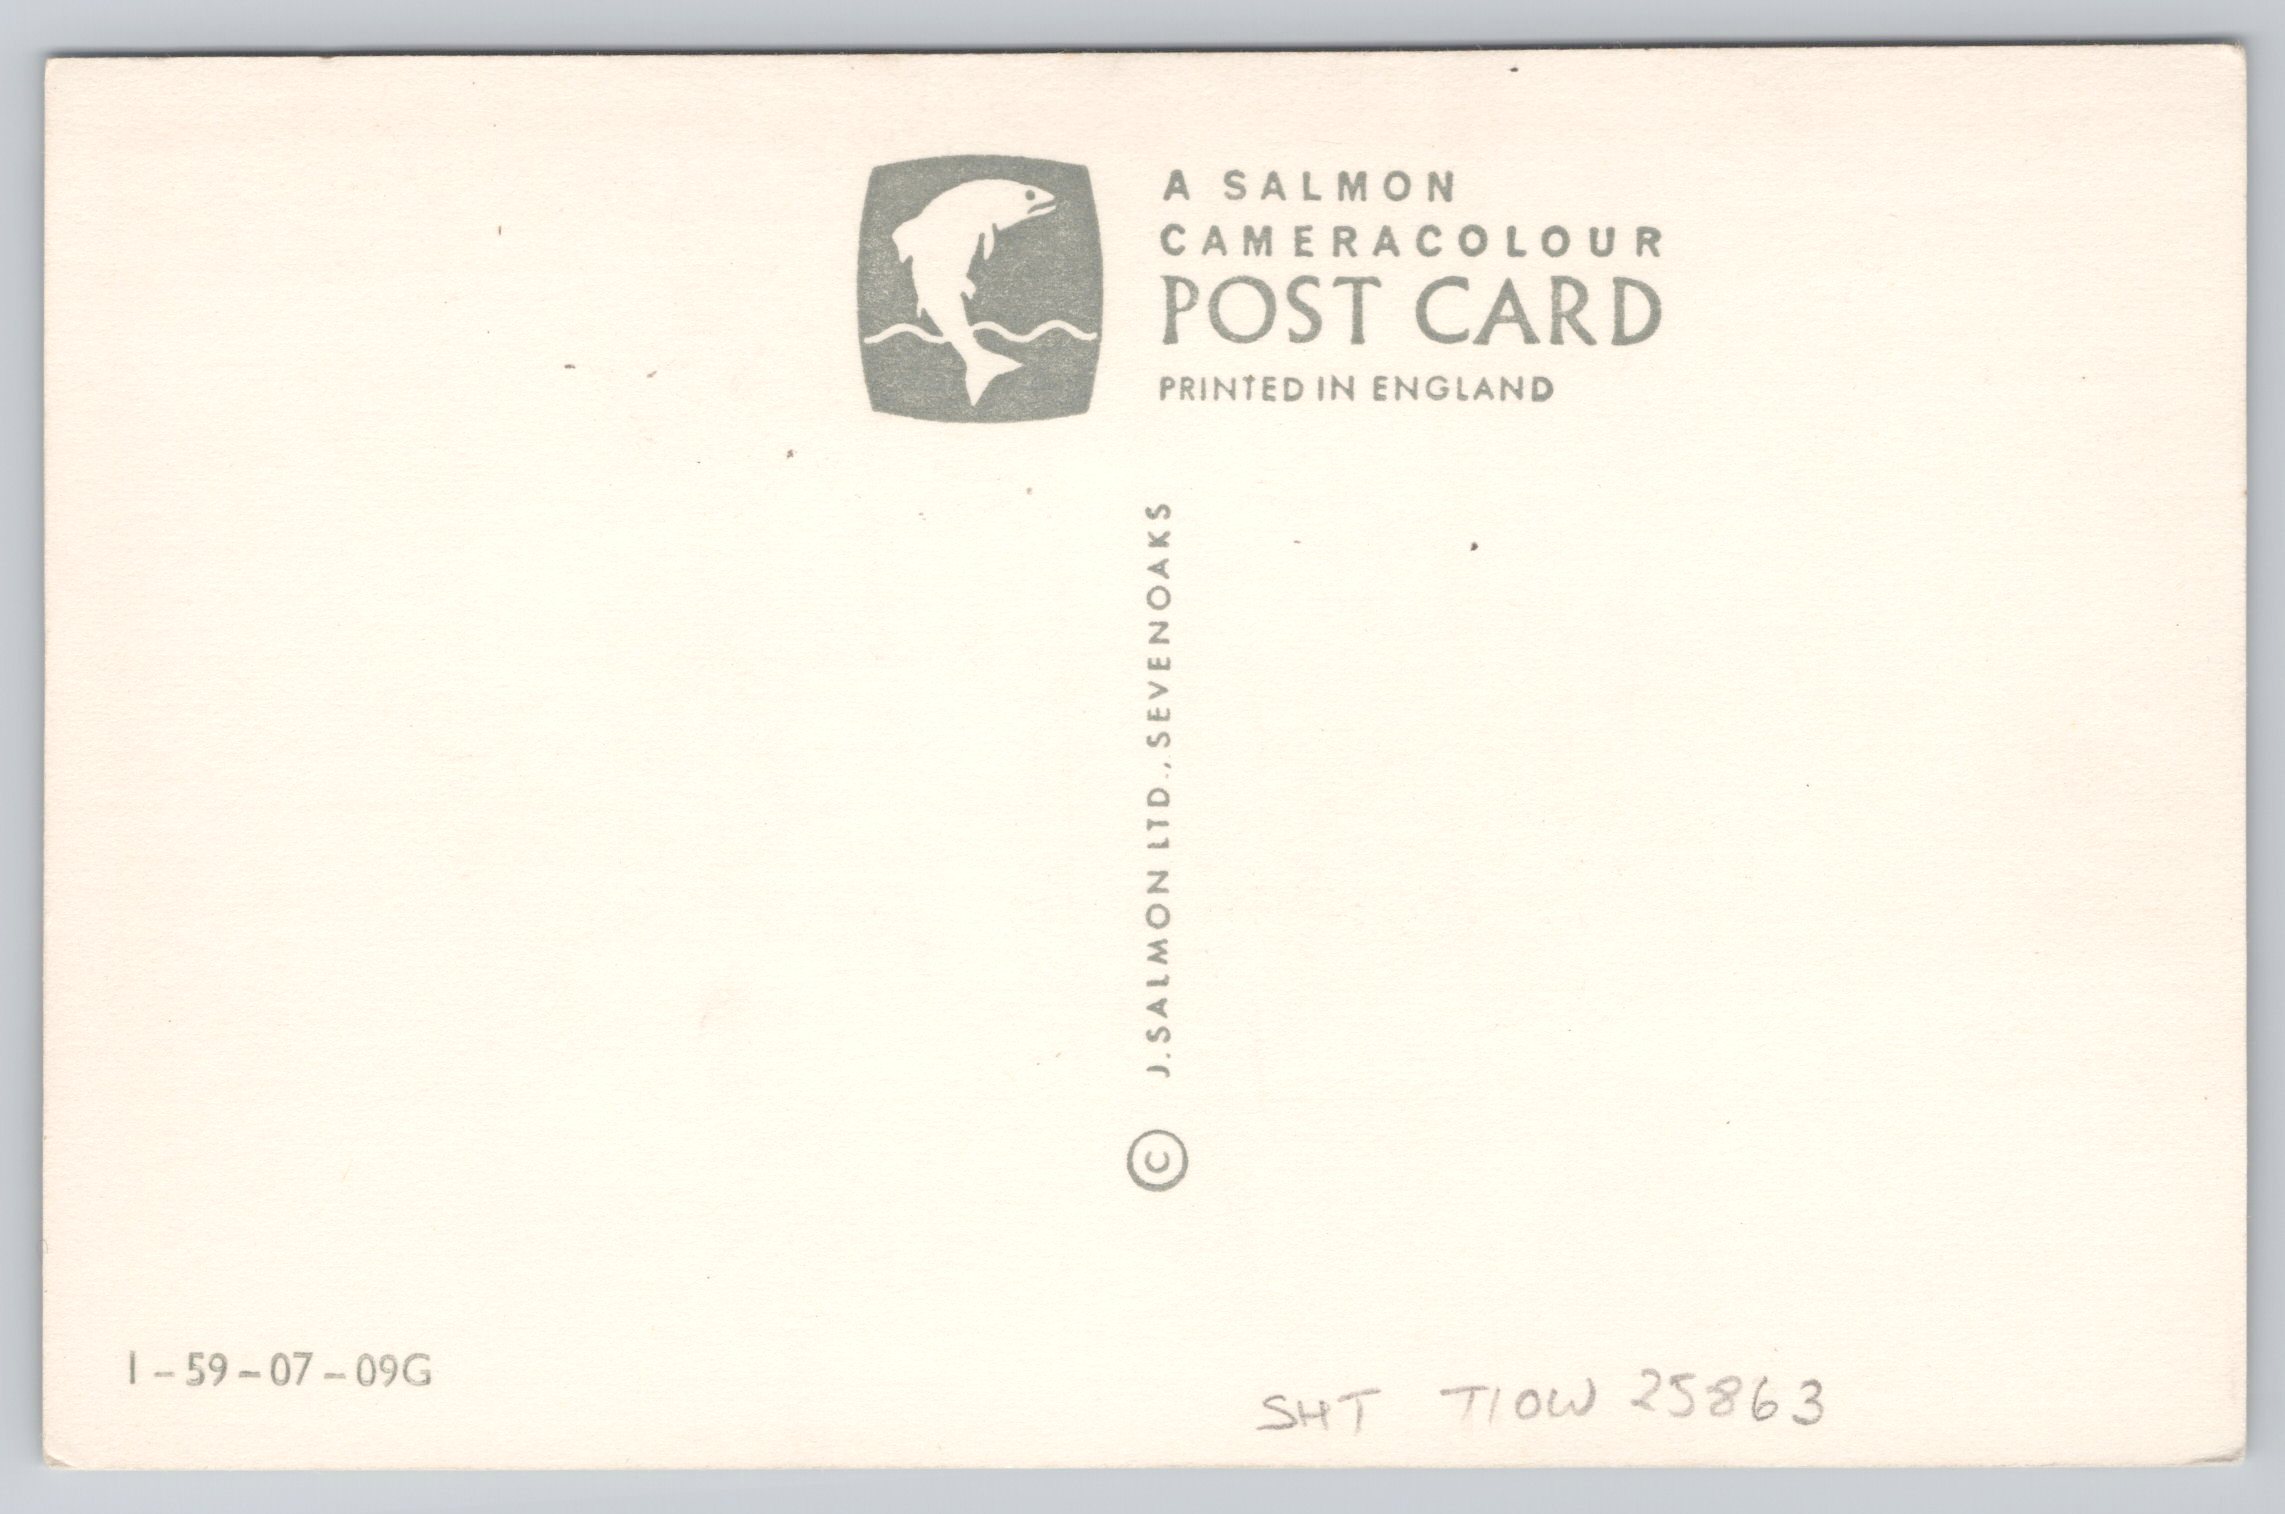 A SALMON
CAMERACOLOUR
POST CARD
PRINTED IN ENGLAND
© J. SALMON LTD., SEVENOAKS
1-59-07-09G
SHT TIOW 25863